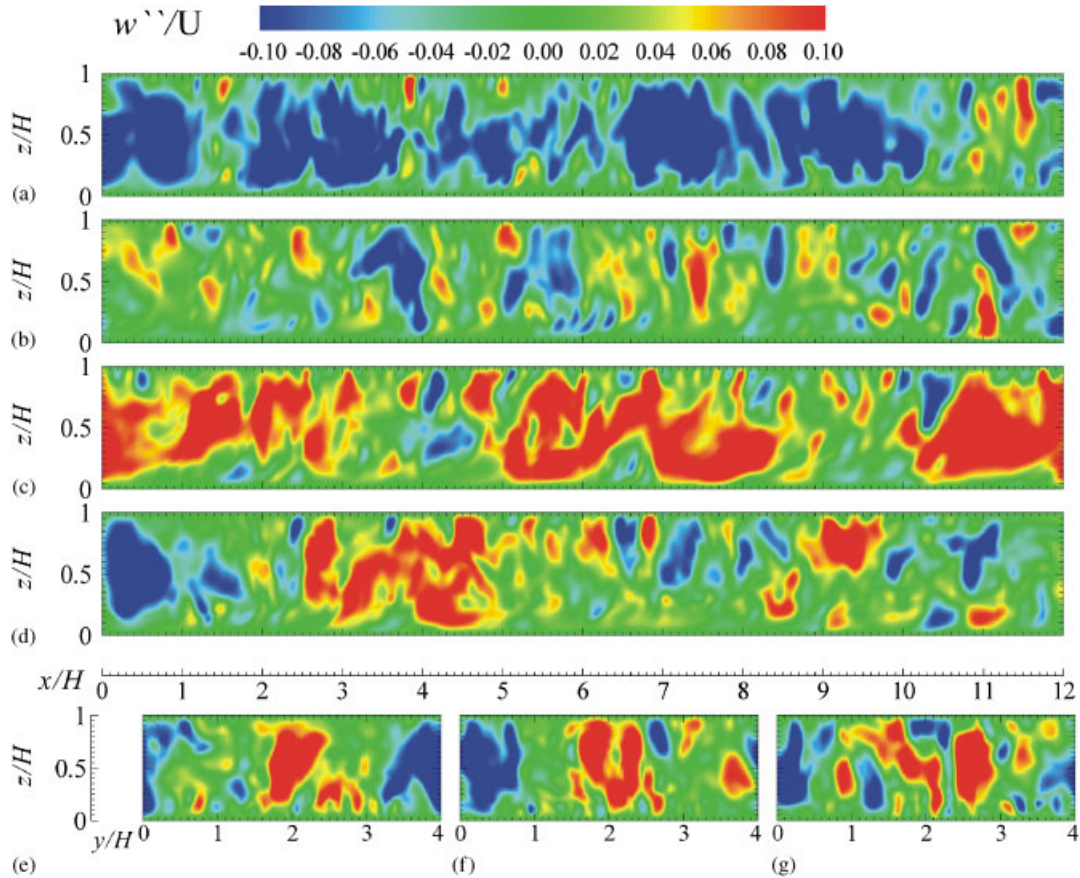 w``/U
-0.10 -0.08 -0.06 -0.04 -0.02 0.00 0.02 0.04 0.06 0.08 0.10
1
z/H
0.5
0
(a)
1
z/H
0.5
0
(b)
1
z/H
0.5
0
(c)
1
z/H
0.5
0
(d)
x/H
0 1 2 3 4 5 6 7 8 9 10 11 12
1
z/H
0.5
0
y/H
0 1 2 3 4
0 1 2 3 4
0 1 2 3 4
(e) (f) (g)